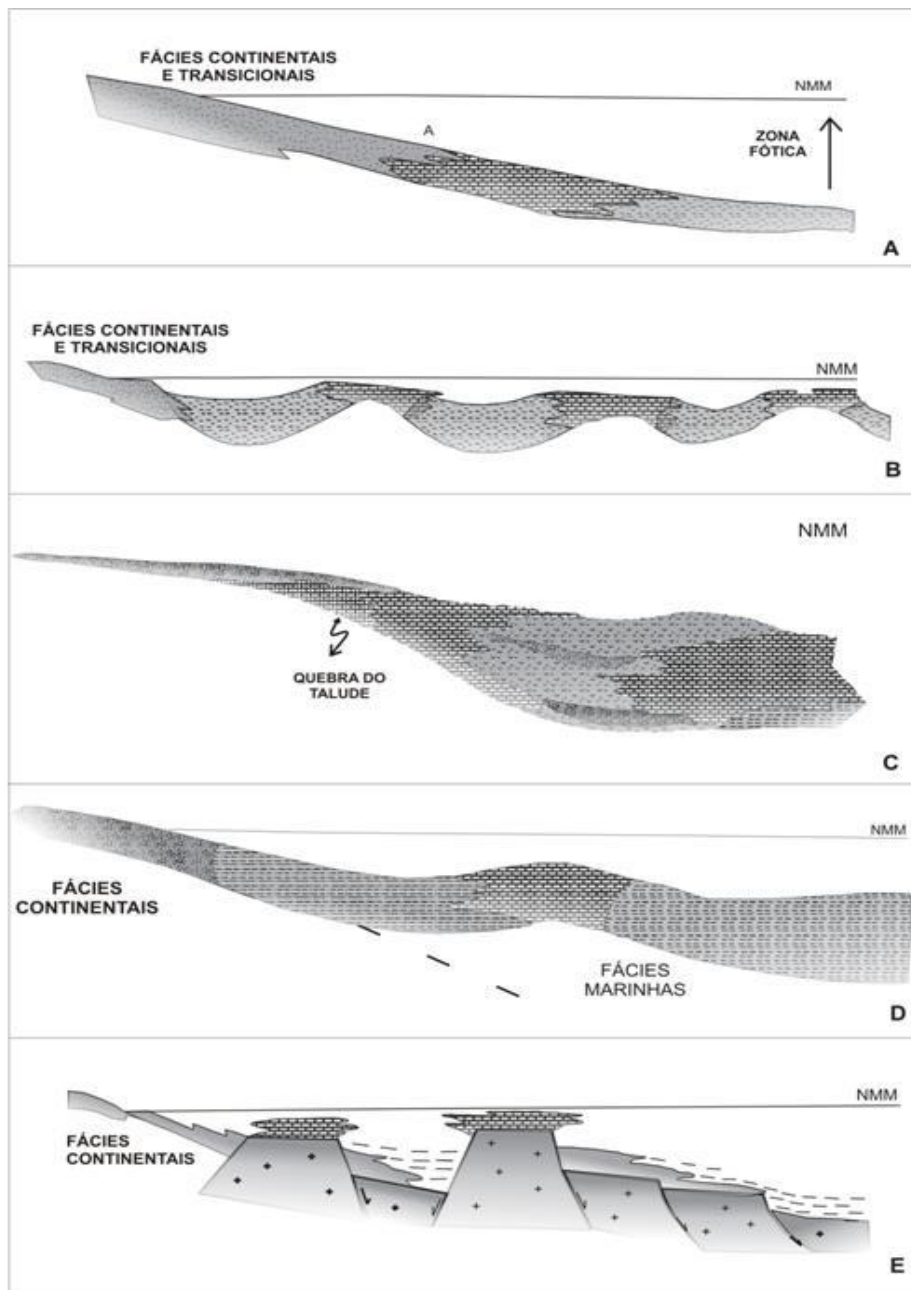 FÁCIES CONTINENTAIS
E TRANSICIONAIS
NMM
A
ZONA
FÓTICA
A
FÁCIES CONTINENTAIS
E TRANSICIONAIS
NMM
B
NMM
QUEBRA DO
TALUDE
C
NMM
FÁCIES
CONTINENTAIS
FÁCIES
MARINHAS
D
NMM
FÁCIES
CONTINENTAIS
E